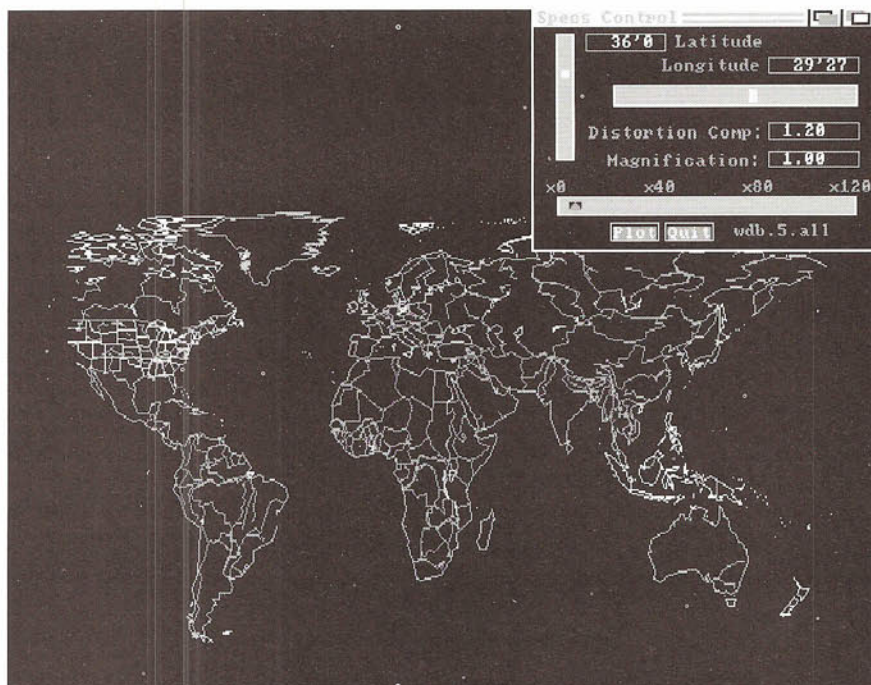 Specs Control
36'0 Latitude
Longitude 29'27
Distortion Comp: 1.20
Magnification: 1.00
x0 x40 x80 x120
Plot Quit wdb.5.all